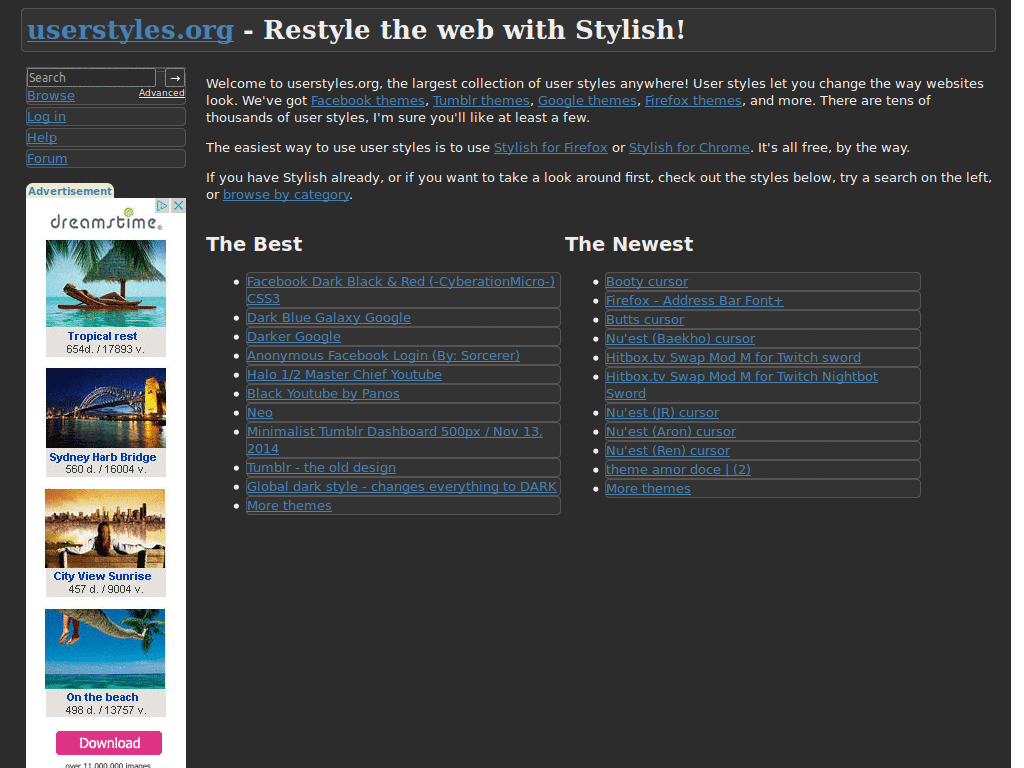 userstyles.org - Restyle the web with Stylish!
Search →
Browse Advanced
Log in
Help
Forum
Advertisement
dreamstime
Tropical rest
654d. / 17893 v.
Sydney Harb Bridge
560 d. / 16004 v.
City View Sunrise
457 d. / 9004 v.
On the beach
498 d. / 13757 v.
Download
over 11,000,000 images
Welcome to userstyles.org, the largest collection of user styles anywhere! User styles let you change the way websites
look. We've got Facebook themes, Tumblr themes, Google themes, Firefox themes, and more. There are tens of
thousands of user styles, I'm sure you'll like at least a few.
The easiest way to use user styles is to use Stylish for Firefox or Stylish for Chrome. It's all free, by the way.
If you have Stylish already, or if you want to take a look around first, check out the styles below, try a search on the left,
or browse by category.
The Best
Facebook Dark Black & Red (-CyberationMicro-)
CSS3
Dark Blue Galaxy Google
Darker Google
Anonymous Facebook Login (By: Sorcerer)
Halo 1/2 Master Chief Youtube
Black Youtube by Panos
Neo
Minimalist Tumblr Dashboard 500px / Nov 13,
2014
Tumblr - the old design
Global dark style - changes everything to DARK
More themes
The Newest
Booty cursor
Firefox - Address Bar Font+
Butts cursor
Nu'est (Baekho) cursor
Hitbox.tv Swap Mod M for Twitch sword
Hitbox.tv Swap Mod M for Twitch Nightbot
Sword
Nu'est (JR) cursor
Nu'est (Aron) cursor
Nu'est (Ren) cursor
theme amor doce | (2)
More themes